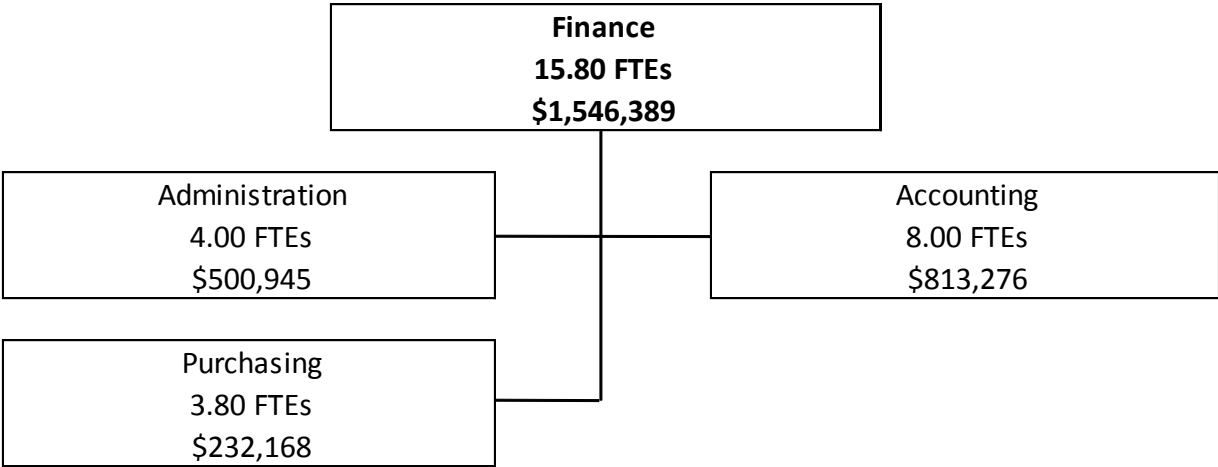 Finance
15.80 FTEs
$1,546,389
Administration
4.00 FTEs
$500,945
Accounting
8.00 FTEs
$813,276
Purchasing
3.80 FTEs
$232,168